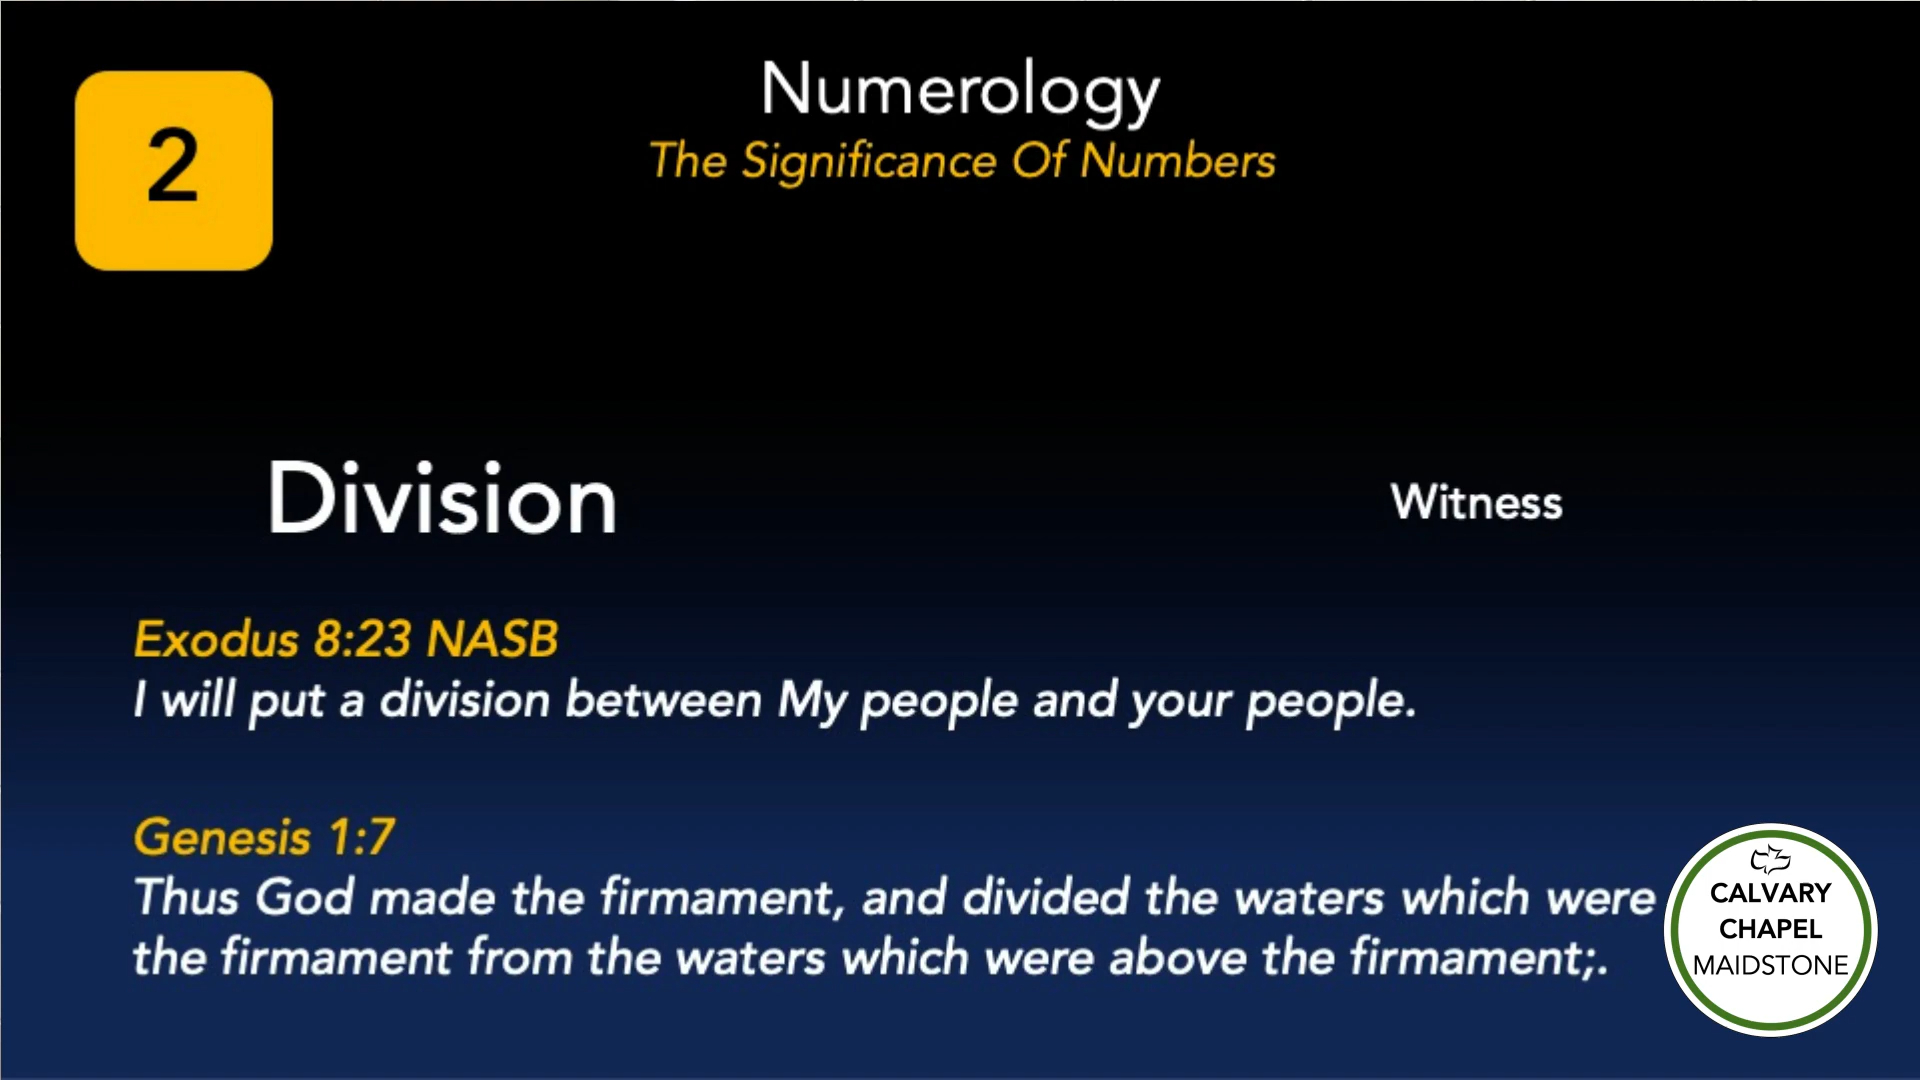 2
Numerology
The Significance Of Numbers
Division
Witness
Exodus 8:23 NASB
I will put a division between My people and your people.
Genesis 1:7
Thus God made the firmament, and divided the waters which were
the firmament from the waters which were above the firmament;.
CALVARY
CHAPEL
MAIDSTONE